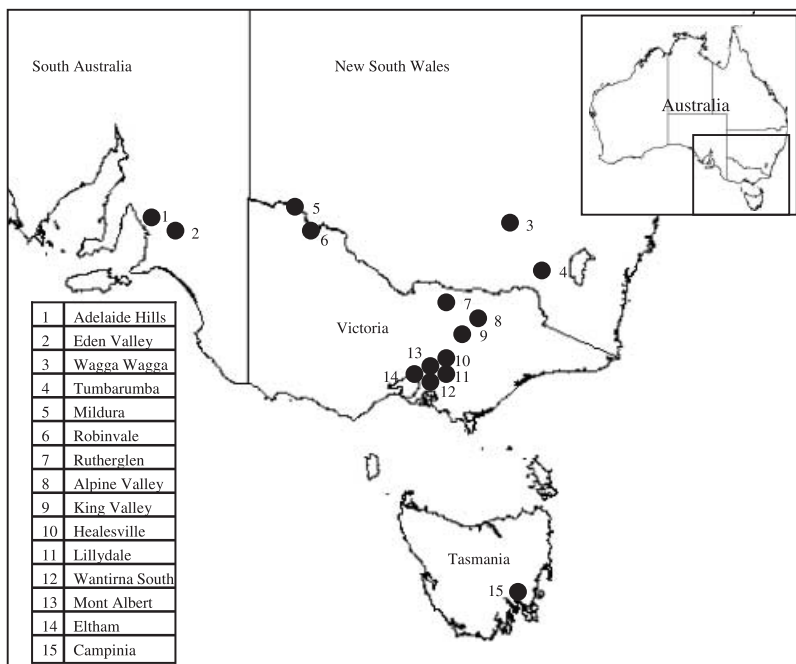 South Australia
New South Wales
Australia
Victoria
Tasmania
1
2
3
4
5
6
7
8
9
10
11
12
13
14
15
1 Adelaide Hills
2 Eden Valley
3 Wagga Wagga
4 Tumbarumba
5 Mildura
6 Robinvale
7 Rutherglen
8 Alpine Valley
9 King Valley
10 Healesville
11 Lillydale
12 Wantirna South
13 Mont Albert
14 Eltham
15 Campinia